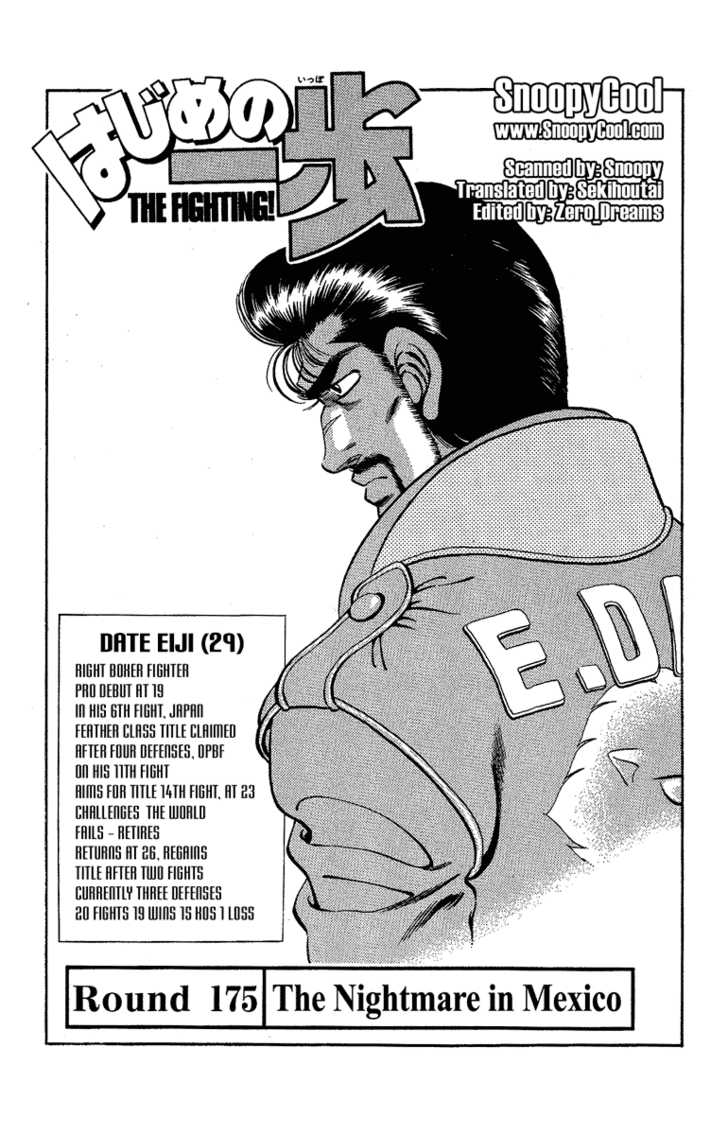 はじめの一歩
いっぽ
THE FIGHTING!
SnoopyCool
www.SnoopyCool.com
Scanned by: Snoopy
Translated by: Sekihoutai
Edited by: Zero_Dreams
E.D
DATE EIJI (29)
RIGHT BOXER FIGHTER
PRO DEBUT AT 19
IN HIS 6TH FIGHT, JAPAN
FEATHER CLASS TITLE CLAIMED
AFTER FOUR DEFENSES, OPBF
ON HIS 11TH FIGHT
AIMS FOR TITLE 14TH FIGHT, AT 23
CHALLENGES THE WORLD
FAILS - RETIRES
RETURNS AT 26, REGAINS
TITLE AFTER TWO FIGHTS
CURRENTLY THREE DEFENSES
20 FIGHTS 19 WINS 15 KOS 1 LOSS
Round 175
The Nightmare in Mexico